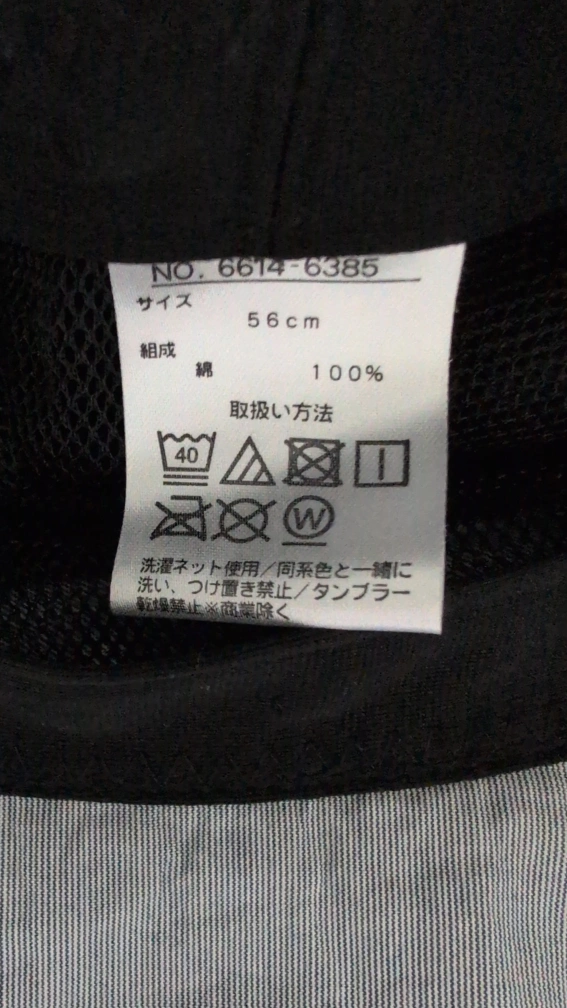 NO. 6614-6385
サイズ
56cm
組成
綿 100%
取扱い方法
40
W
洗濯ネット使用/同系色と一緒に
洗い、つけ置き禁止/タンブラー
乾燥禁止※商業除く